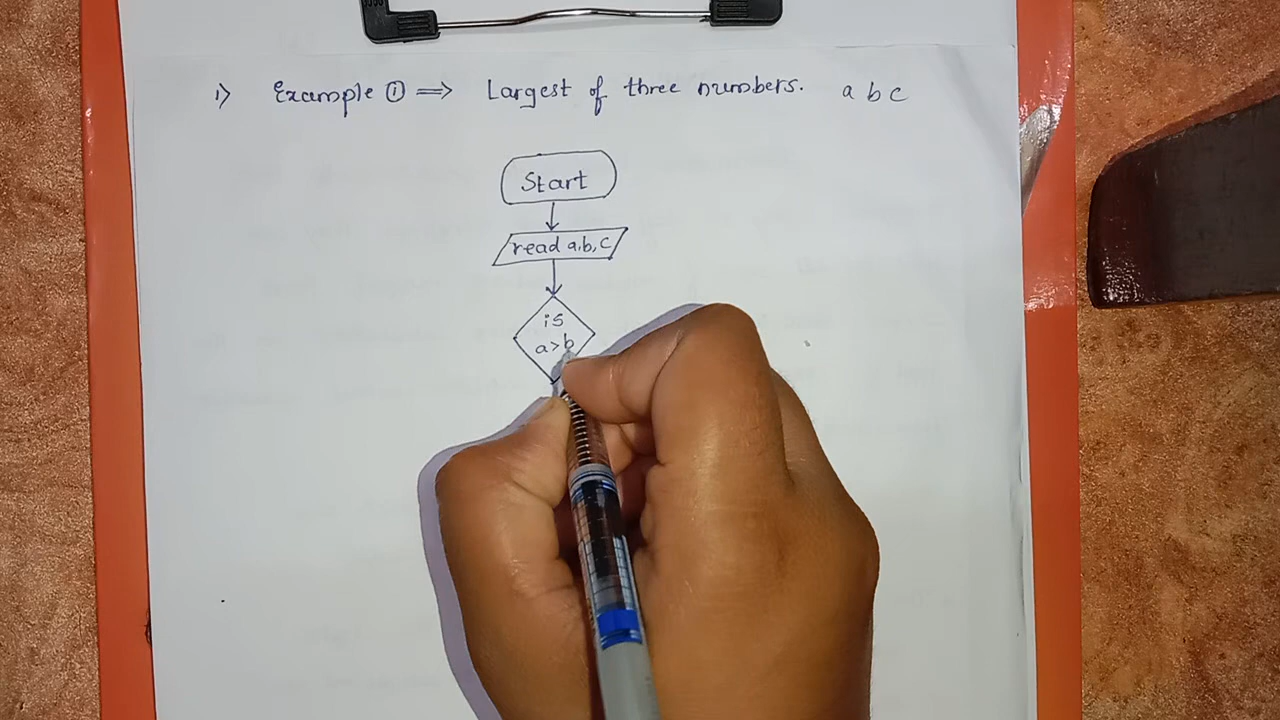 1) Example ① ⟹ Largest of three numbers. a b c
Start
read a,b,c
is
a>b